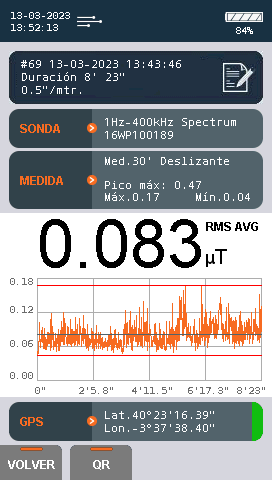 13-03-2023
13:52:13
84%
#69 13-03-2023 13:43:46
Duración 8' 23"
0.5"/mtr.
SONDA
1Hz-400kHz Spectrum
16WP100189
MEDIDA
Med.30' Deslizante
Pico máx: 0.47
Máx.0.17 Mín.0.04
0.083
RMS AVG
µT
0.18
0.12
0.06
0.00
0" 2'5.8" 4'11.5" 6'17.3" 8'23"
GPS
Lat.40°23'16.39"
Lon.-3°37'38.40"
VOLVER QR